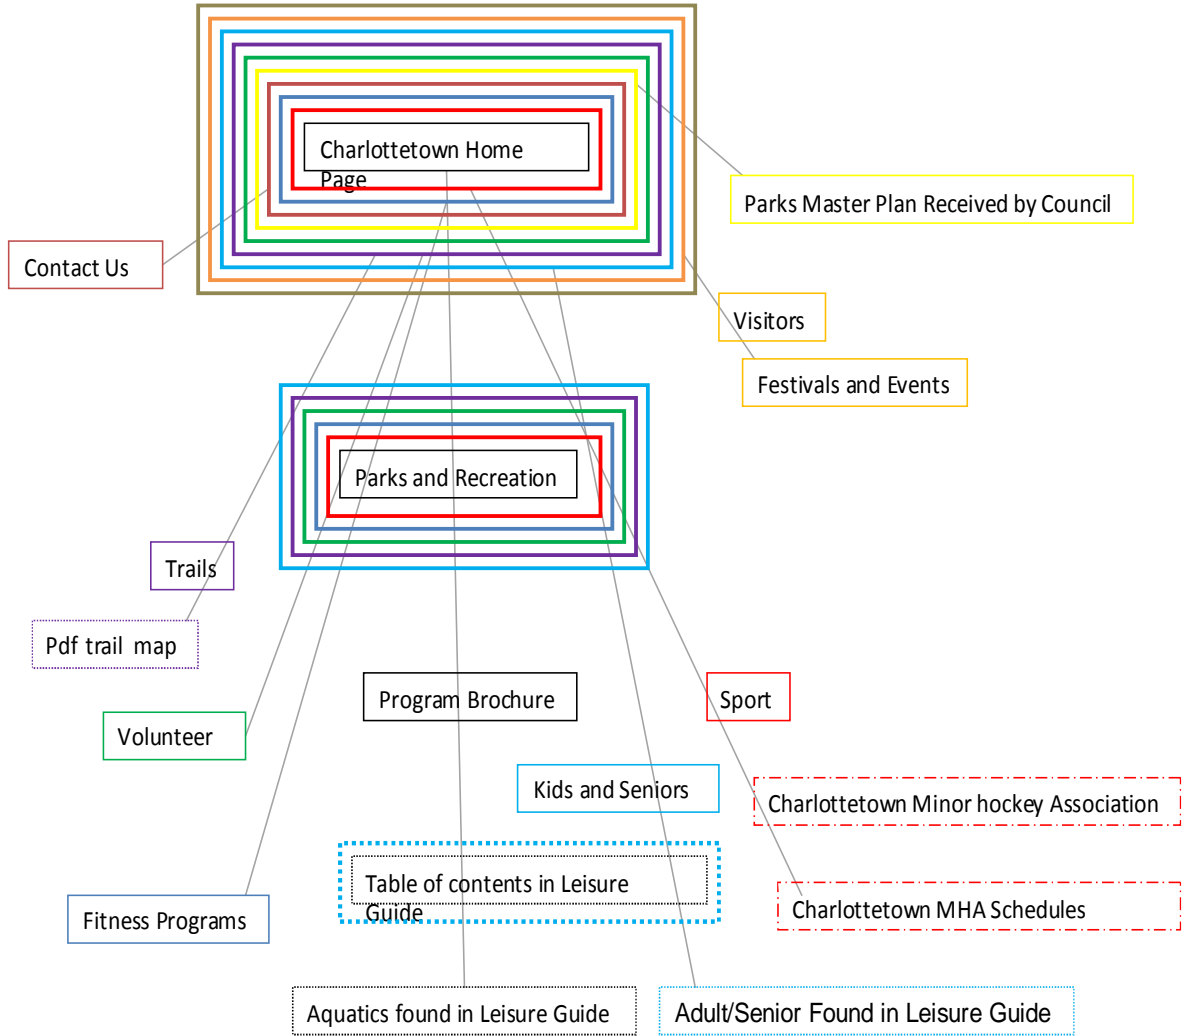 Charlottetown Home
Page
Parks Master Plan Received by Council
Contact Us
Visitors
Festivals and Events
Parks and Recreation
Trails
Pdf trail map
Program Brochure
Sport
Volunteer
Kids and Seniors
Charlottetown Minor hockey Association
Table of contents in Leisure
Guide
Fitness Programs
Charlottetown MHA Schedules
Aquatics found in Leisure Guide
Adult/Senior Found in Leisure Guide